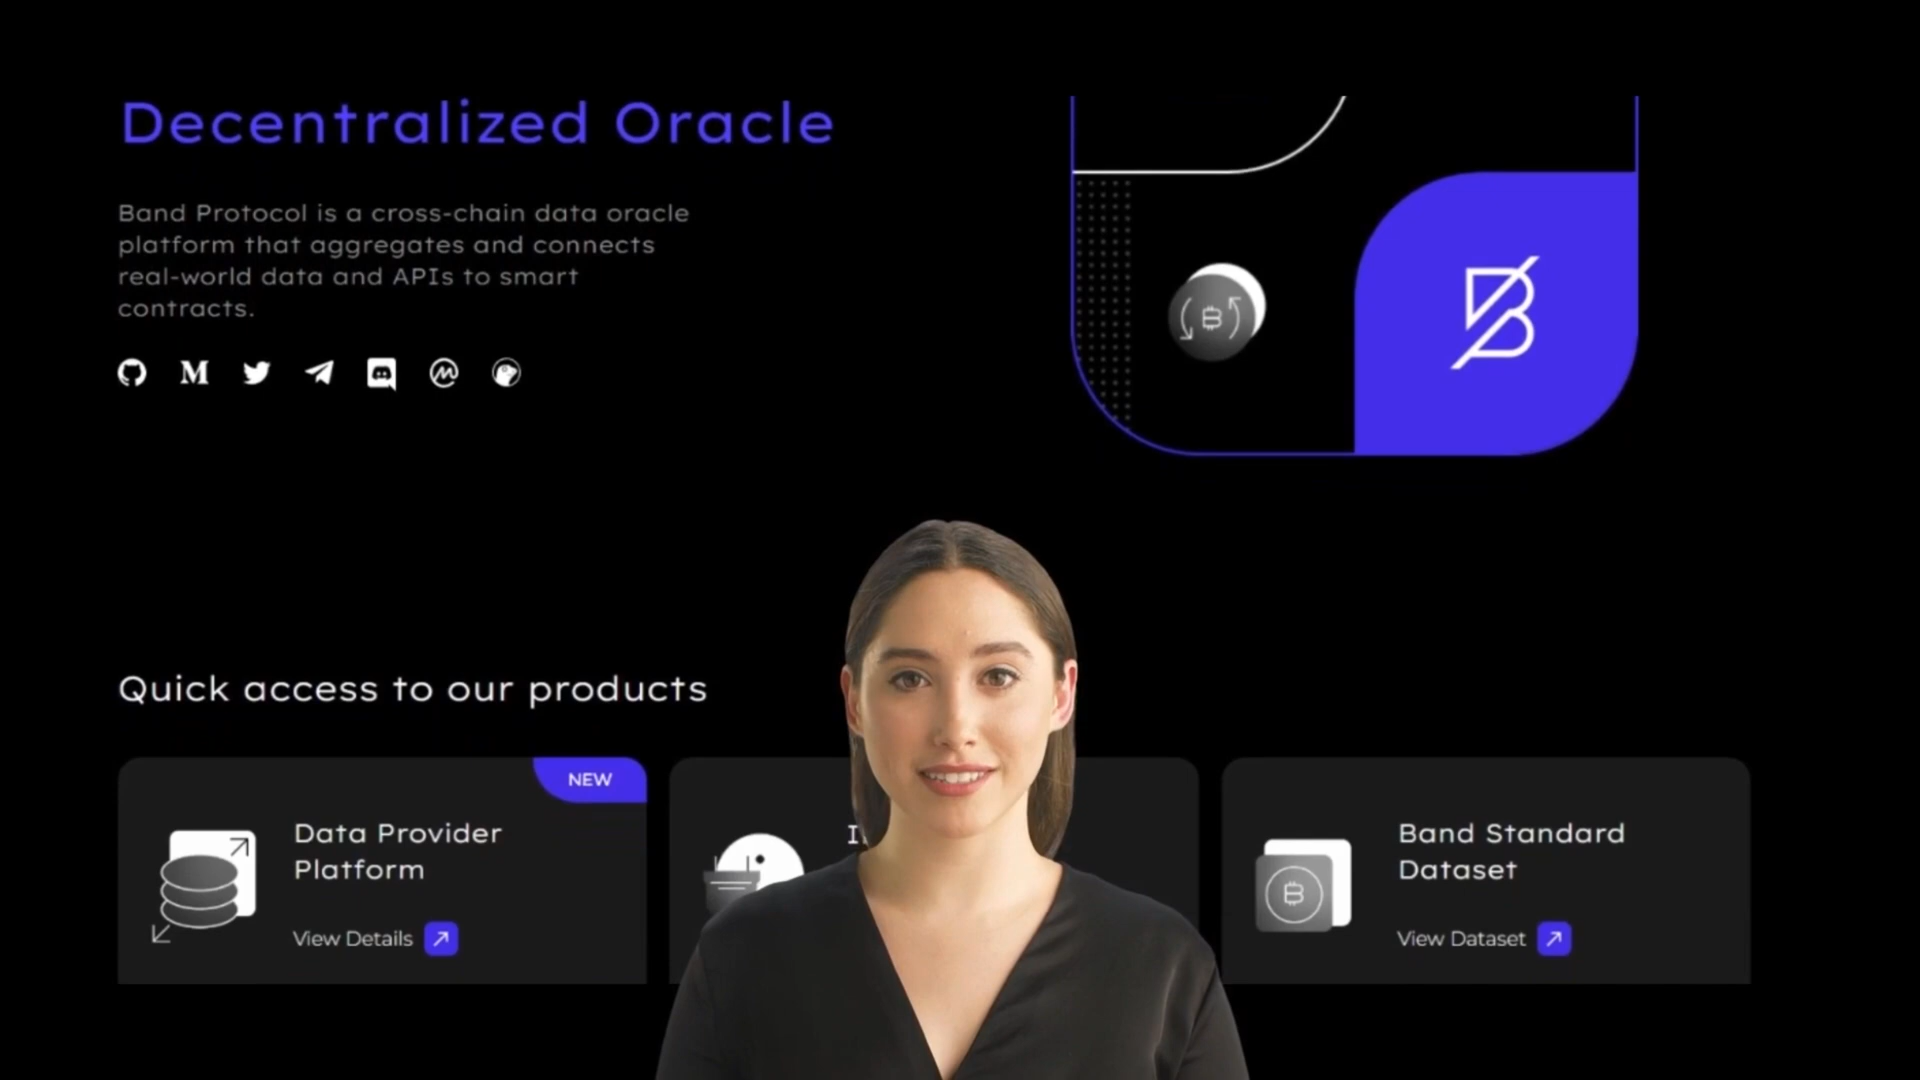 Decentralized Oracle
Band Protocol is a cross-chain data oracle
platform that aggregates and connects
real-world data and APIs to smart
contracts.
Quick access to our products
NEW
Data Provider
Platform
View Details
Band Standard
Dataset
View Dataset